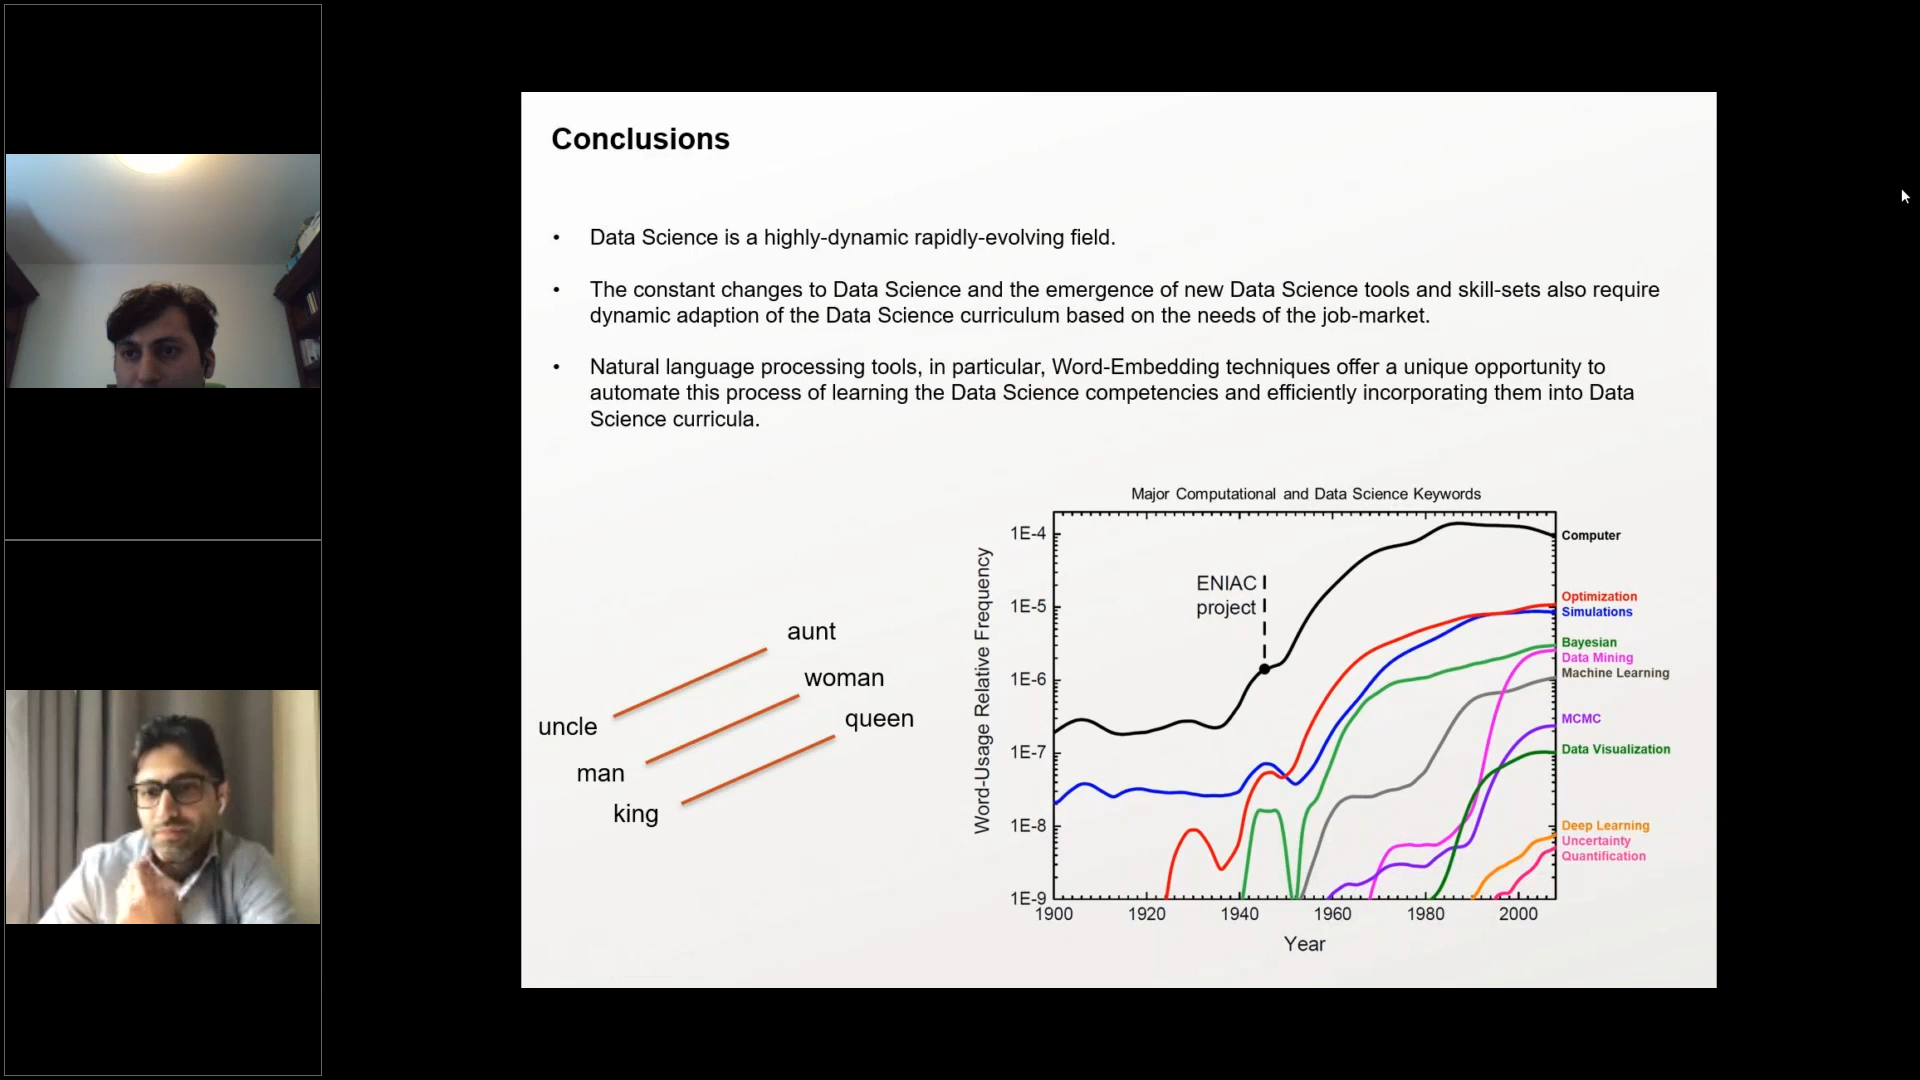 Conclusions
• Data Science is a highly-dynamic rapidly-evolving field.
• The constant changes to Data Science and the emergence of new Data Science tools and skill-sets also require
dynamic adaption of the Data Science curriculum based on the needs of the job-market.
• Natural language processing tools, in particular, Word-Embedding techniques offer a unique opportunity to
automate this process of learning the Data Science competencies and efficiently incorporating them into Data
Science curricula.
aunt
woman
queen
uncle
man
king
Major Computational and Data Science Keywords
Word-Usage Relative Frequency
1E-4
1E-5
1E-6
1E-7
1E-8
1E-9
ENIAC
project
Computer
Optimization
Simulations
Bayesian
Data Mining
Machine Learning
MCMC
Data Visualization
Deep Learning
Uncertainty
Quantification
1900 1920 1940 1960 1980 2000
Year